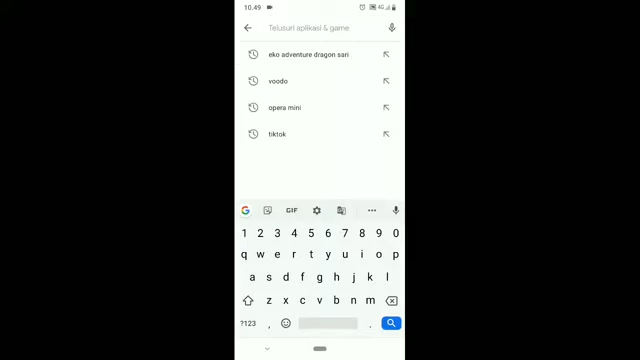 10.49
4G
Telusuri aplikasi & game
eko adventure dragon sari
voodo
opera mini
tiktok
GIF
1 2 3 4 5 6 7 8 9 0
q w e r t y u i o p
a s d f g h j k l
z x c v b n m
?123 , .